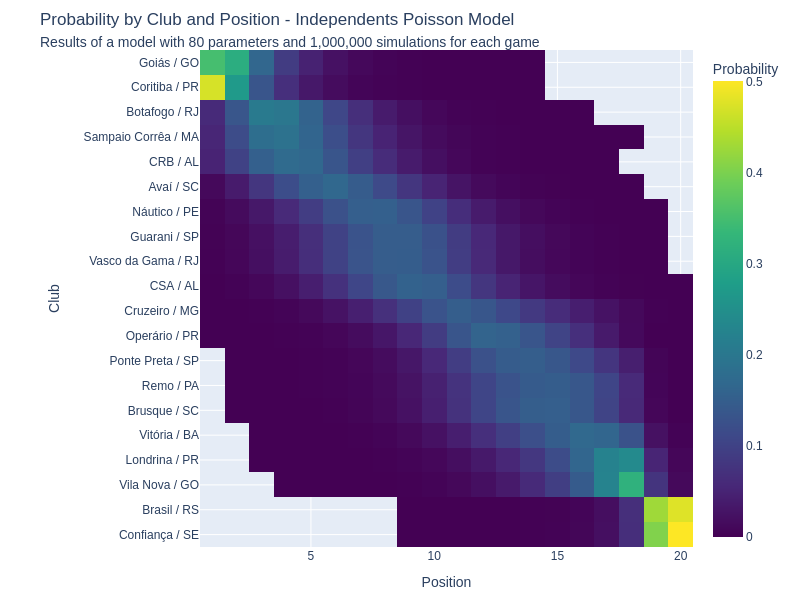 Probability by Club and Position - Independents Poisson Model
Results of a model with 80 parameters and 1,000,000 simulations for each game
Probability
Goiás / GO
Coritiba / PR
Botafogo / RJ
Sampaio Corrêa / MA
CRB / AL
Avaí / SC
Náutico / PE
Guarani / SP
Vasco da Gama / RJ
CSA / AL
Cruzeiro / MG
Operário / PR
Ponte Preta / SP
Remo / PA
Brusque / SC
Vitória / BA
Londrina / PR
Vila Nova / GO
Brasil / RS
Confiança / SE
Club
5
10
15
20
Position
0.5
0.4
0.3
0.2
0.1
0